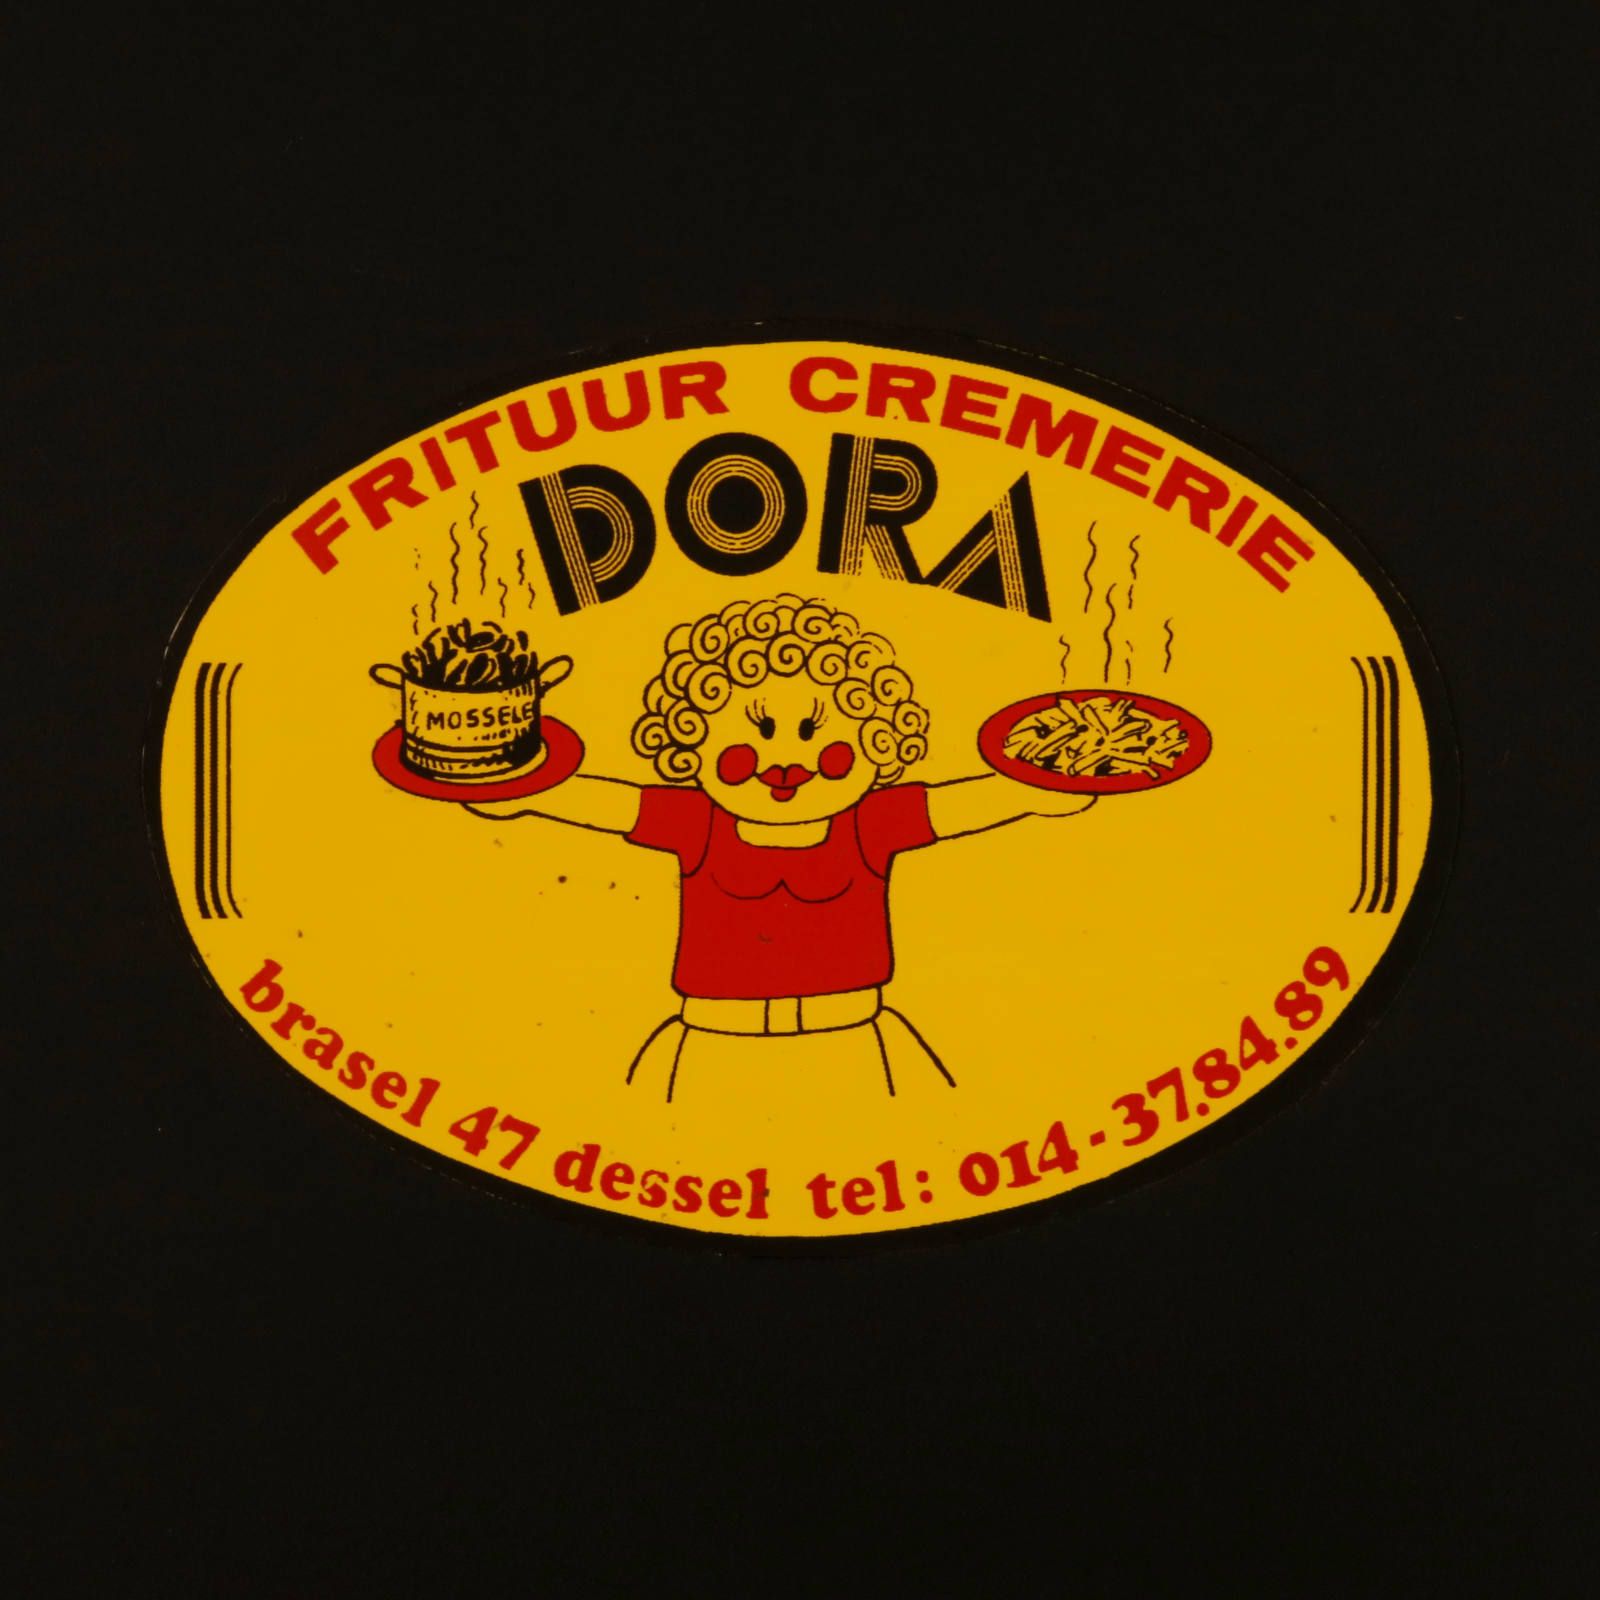 FRITUUR CREMERIE
DORA
MOSSELE
brasel 47 dessel tel: 014-37.84.89